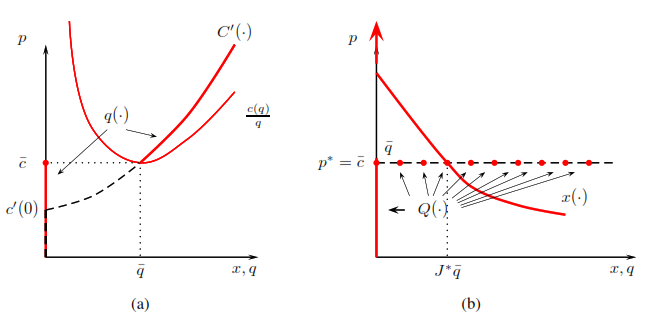 p
C′(·)
q(·)
c(q)/q
c̄
c′(0)
q̄
x, q
(a)
p
q̄
p* = c̄
x(·)
Q(·)
J*q̄
x, q
(b)